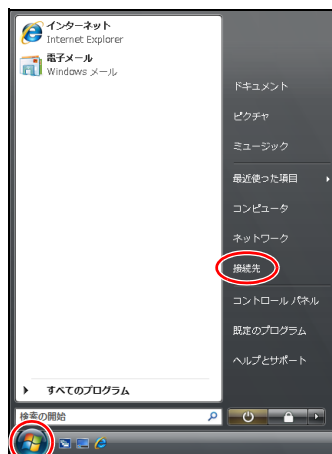 インターネット
Internet Explorer
電子メール
Windows メール
ドキュメント
ピクチャ
ミュージック
最近使った項目
コンピュータ
ネットワーク
接続先
コントロール パネル
既定のプログラム
ヘルプとサポート
すべてのプログラム
検索の開始